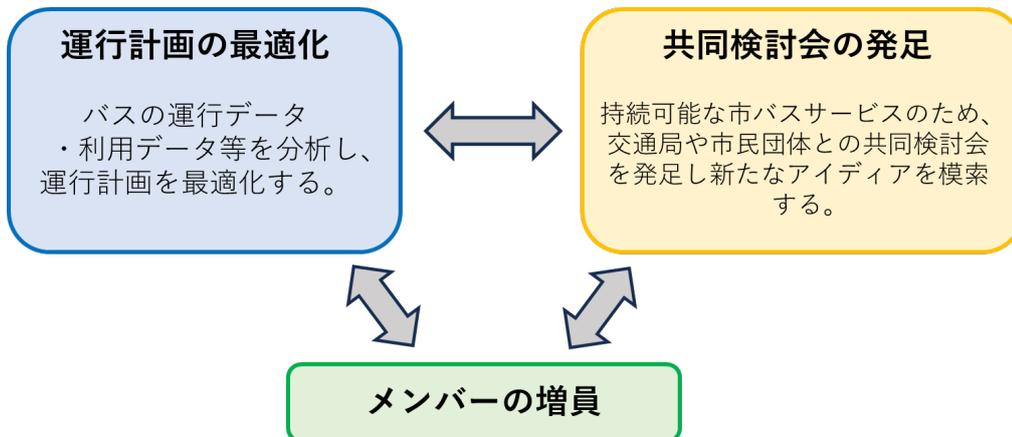 運行計画の最適化
バスの運行データ
・利用データ等を分析し、
運行計画を最適化する。
共同検討会の発足
持続可能な市バスサービスのため、
交通局や市民団体との共同検討会
を発足し新たなアイディアを模索
する。
メンバーの増員